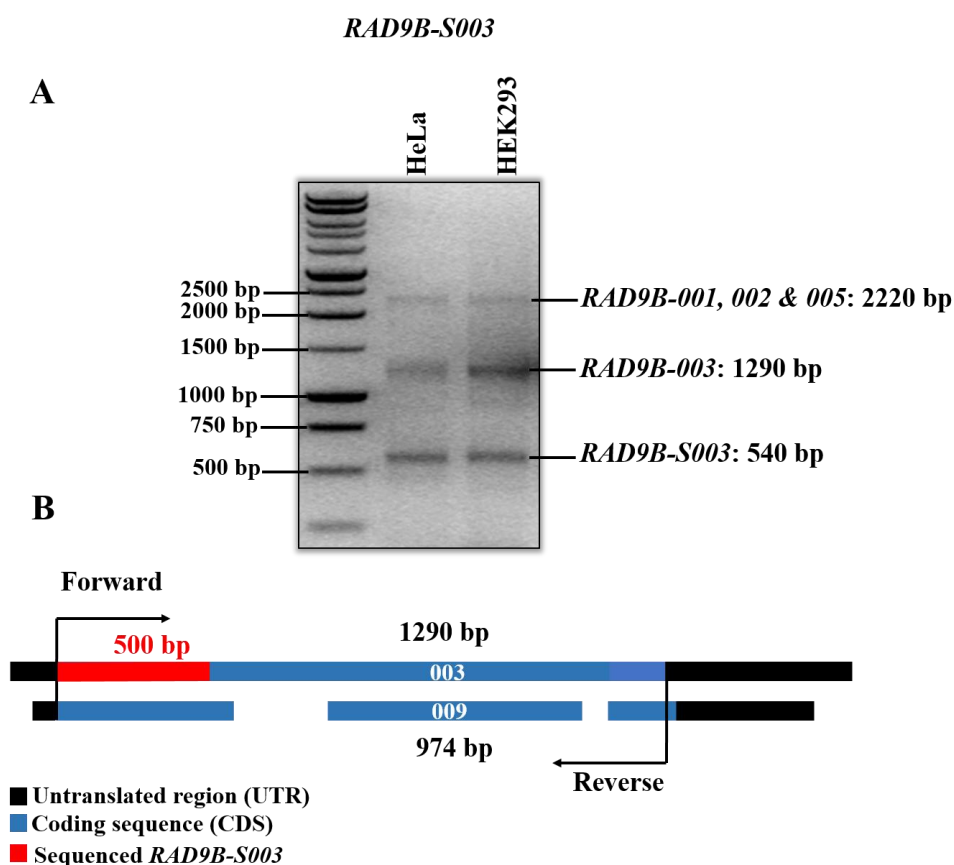 RAD9B-S003
A
HeLa
HEK293
2500 bp
2000 bp
1500 bp
1000 bp
750 bp
500 bp
RAD9B-001, 002 & 005: 2220 bp
RAD9B-003: 1290 bp
RAD9B-S003: 540 bp
B
Forward
500 bp
1290 bp
003
009
974 bp
Reverse
Untranslated region (UTR)
Coding sequence (CDS)
Sequenced RAD9B-S003